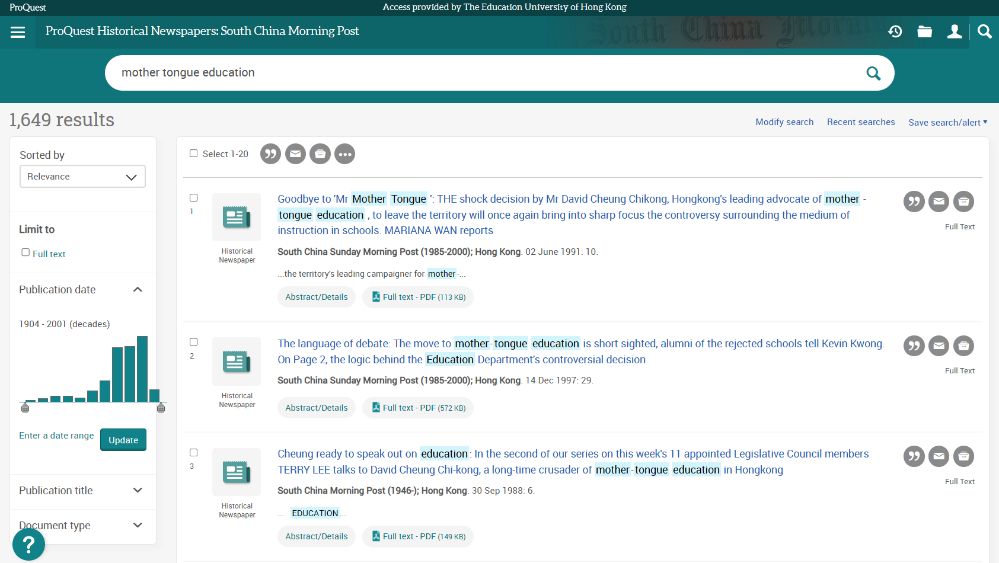 ProQuest
Access provided by The Education University of Hong Kong
ProQuest Historical Newspapers: South China Morning Post
South China Morning
mother tongue education
1,649 results
Modify search
Recent searches
Save search/alert
Sorted by
Relevance
Limit to
Full text
Publication date
1904 - 2001 (decades)
Enter a date range
Update
Publication title
Document type
?
Select 1-20
1
Historical
Newspaper
Goodbye to 'Mr Mother Tongue ': THE shock decision by Mr David Cheung Chikong, Hongkong's leading advocate of mother -
tongue education , to leave the territory will once again bring into sharp focus the controversy surrounding the medium of
instruction in schools. MARIANA WAN reports
South China Sunday Morning Post (1985-2000); Hong Kong. 02 June 1991: 10.
...the territory's leading campaigner for mother-...
Abstract/Details
Full text - PDF (113 KB)
Full Text
2
Historical
Newspaper
The language of debate: The move to mother-tongue education is short sighted, alumni of the rejected schools tell Kevin Kwong.
On Page 2, the logic behind the Education Department's controversial decision
South China Sunday Morning Post (1985-2000); Hong Kong. 14 Dec 1997: 29.
Abstract/Details
Full text - PDF (572 KB)
Full Text
3
Historical
Newspaper
Cheung ready to speak out on education: In the second of our series on this week's 11 appointed Legislative Council members
TERRY LEE talks to David Cheung Chi-kong, a long-time crusader of mother-tongue education in Hongkong
South China Morning Post (1946-); Hong Kong. 30 Sep 1988: 6.
... EDUCATION...
Abstract/Details
Full text - PDF (149 KB)
Full Text